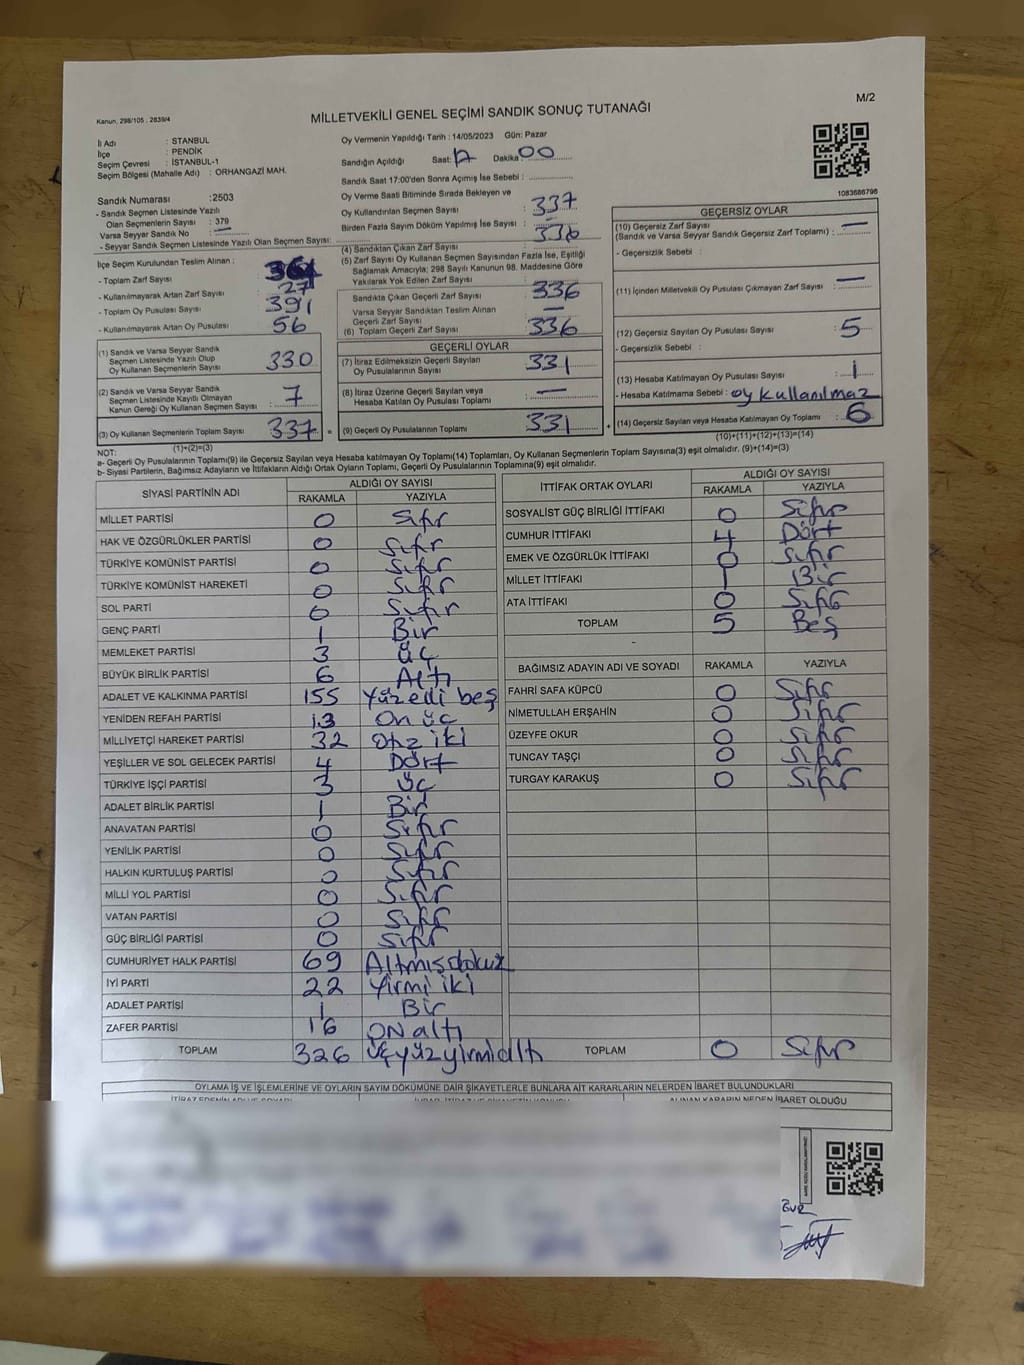 M/2
Kanun, 298/105 , 2839/4
MİLLETVEKİLİ GENEL SEÇİMİ SANDIK SONUÇ TUTANAĞI
İl Adı : STANBUL
İlçe : PENDİK
Seçim Çevresi : İSTANBUL-1
Seçim Bölgesi (Mahalle Adı) : ORHANGAZİ MAH.
Oy Vermenin Yapıldığı Tarih : 14/05/2023 Gün: Pazar
Sandığın Açıldığı Saat: 17 Dakika: 00
Sandık Saat 17:00'den Sonra Açımış İse Sebebi :
Sandık Numarası :2503
- Sandık Seçmen Listesinde Yazılı
Olan Seçmenlerin Sayısı : 379
Varsa Seyyar Sandık No : —
- Seyyar Sandık Seçmen Listesinde Yazılı Olan Seçmen Sayısı:
Oy Verme Saati Bitiminde Sırada Bekleyen ve
Oy Kullandırılan Seçmen Sayısı : 337
Birden Fazla Sayım Döküm Yapılmış İse Sayısı : —
İlçe Seçim Kurulundan Teslim Alınan :
- Toplam Zarf Sayısı : 364
- Kullanılmayarak Artan Zarf Sayısı : 27
- Toplam Oy Pusulası Sayısı : 391
- Kullanılmayarak Artan Oy Pusulası : 56
(4) Sandıktan Çıkan Zarf Sayısı : 336
(5) Zarf Sayısı Oy Kullanan Seçmen Sayısından Fazla İse, Eşitliği
Sağlamak Amacıyla; 298 Sayılı Kanunun 98. Maddesine Göre
Yakılarak Yok Edilen Zarf Sayısı : —
Sandıkta Çıkan Geçerli Zarf Sayısı : 336
Varsa Seyyar Sandıktan Teslim Alınan
Geçerli Zarf Sayısı : —
(6) Toplam Geçerli Zarf Sayısı : 336
(1) Sandık ve Varsa Seyyar Sandık
Seçmen Listesinde Yazılı Olup
Oy Kullanan Seçmenlerin Sayısı : 330
(2) Sandık ve Varsa Seyyar Sandık
Seçmen Listesinde Kayıtlı Olmayan
Kanun Gereği Oy Kullanan Seçmen Sayısı : 7
(3) Oy Kullanan Seçmenlerin Toplam Sayısı : 337 =
(1)+(2)=(3)
GEÇERLİ OYLAR
(7) İtiraz Edilmeksizin Geçerli Sayılan
Oy Pusulalarının Sayısı : 331
(8) İtiraz Üzerine Geçerli Sayılan veya
Hesaba Katılan Oy Pusulası Toplamı : —
(9) Geçerli Oy Pusulalarının Toplamı : 331 +
1083686796
GEÇERSİZ OYLAR
(10) Geçersiz Zarf Sayısı
(Sandık ve Varsa Seyyar Sandık Geçersiz Zarf Toplamı) : —
- Geçersizlik Sebebi :
(11) İçinden Milletvekili Oy Pusulası Çıkmayan Zarf Sayısı : —
(12) Geçersiz Sayılan Oy Pusulası Sayısı : 5
- Geçersizlik Sebebi :
(13) Hesaba Katılmayan Oy Pusulası Sayısı : 1
- Hesaba Katılmama Sebebi : oy kullanılmaz
(14) Geçersiz Sayılan veya Hesaba Katılmayan Oy Toplamı : 6
(10)+(11)+(12)+(13)=(14)
NOT:
a- Geçerli Oy Pusulalarının Toplamı(9) ile Geçersiz Sayılan veya Hesaba katılmayan Oy Toplamı(14) Toplamları, Oy Kullanan Seçmenlerin Toplam Sayısına(3) eşit olmalıdır. (9)+(14)=(3)
b- Siyasi Partilerin, Bağımsız Adayların ve İttifakların Aldığı Ortak Oyların Toplamı, Geçerli Oy Pusulalarının Toplamına(9) eşit olmalıdır.
SİYASİ PARTİNİN ADI ALDIĞI OY SAYISI
RAKAMLA YAZIYLA
MİLLET PARTİSİ 0 Sıfır
HAK VE ÖZGÜRLÜKLER PARTİSİ 0 Sıfır
TÜRKİYE KOMÜNİST PARTİSİ 0 Sıfır
TÜRKİYE KOMÜNİST HAREKETİ 0 Sıfır
SOL PARTİ 0 Sıfır
GENÇ PARTİ 1 Bir
MEMLEKET PARTİSİ 3 Üç
BÜYÜK BİRLİK PARTİSİ 6 Altı
ADALET VE KALKINMA PARTİSİ 155 Yüzelli beş
YENİDEN REFAH PARTİSİ 13 On üç
MİLLİYETÇİ HAREKET PARTİSİ 32 Otz iki
YEŞİLLER VE SOL GELECEK PARTİSİ 4 Dört
TÜRKİYE İŞÇİ PARTİSİ 3 Üç
ADALET BİRLİK PARTİSİ 1 Bir
ANAVATAN PARTİSİ 0 Sıfır
YENİLİK PARTİSİ 0 Sıfır
HALKIN KURTULUŞ PARTİSİ 0 Sıfır
MİLLİ YOL PARTİSİ 0 Sıfır
VATAN PARTİSİ 0 Sıfır
GÜÇ BİRLİĞİ PARTİSİ 0 Sıfır
CUMHURİYET HALK PARTİSİ 69 Altmışdokuz
İYİ PARTİ 22 Yirmi iki
ADALET PARTİSİ 1 Bir
ZAFER PARTİSİ 16 ON altı
TOPLAM 326 üçyüzyirmialtı
İTTİFAK ORTAK OYLARI ALDIĞI OY SAYISI
RAKAMLA YAZIYLA
SOSYALİST GÜÇ BİRLİĞİ İTTİFAKI 0 Sıfır
CUMHUR İTTİFAKI 4 Dört
EMEK VE ÖZGÜRLÜK İTTİFAKI 0 Sıfır
MİLLET İTTİFAKI 1 Bir
ATA İTTİFAKI 0 Sıfır
TOPLAM 5 Beş
-
BAĞIMSIZ ADAYIN ADI VE SOYADI RAKAMLA YAZIYLA
FAHRİ SAFA KÜPCÜ 0 Sıfır
NİMETULLAH ERŞAHİN 0 Sıfır
ÜZEYFE OKUR 0 Sıfır
TUNCAY TAŞÇI 0 Sıfır
TURGAY KARAKUŞ 0 Sıfır
TOPLAM 0 Sıfır
OYLAMA İŞ VE İŞLEMLERİNE VE OYLARIN SAYIM DÖKÜMÜNE DAİR ŞİKAYETLERLE BUNLARA AİT KARARLARIN NELERDEN İBARET BULUNDUKLARI
İTİRAZ EDENİN ADI VE SOYADI ALINAN KARARIN NEDEN İBARET OLDUĞU